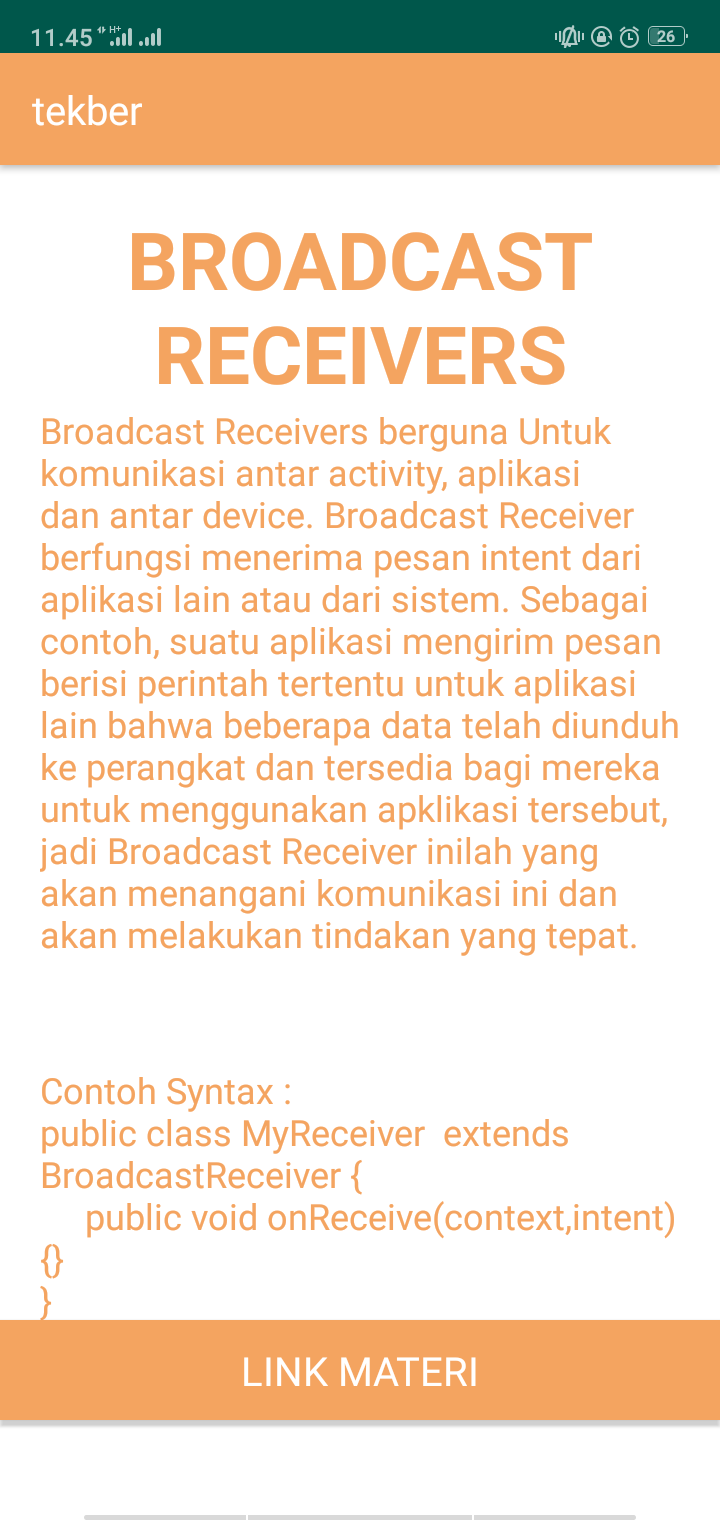 11.45 H+ 26
tekber
BROADCAST
RECEIVERS
Broadcast Receivers berguna Untuk
komunikasi antar activity, aplikasi
dan antar device. Broadcast Receiver
berfungsi menerima pesan intent dari
aplikasi lain atau dari sistem. Sebagai
contoh, suatu aplikasi mengirim pesan
berisi perintah tertentu untuk aplikasi
lain bahwa beberapa data telah diunduh
ke perangkat dan tersedia bagi mereka
untuk menggunakan apklikasi tersebut,
jadi Broadcast Receiver inilah yang
akan menangani komunikasi ini dan
akan melakukan tindakan yang tepat.
Contoh Syntax :
public class MyReceiver  extends
BroadcastReceiver {
public void onReceive(context,intent)
{}
}
LINK MATERI